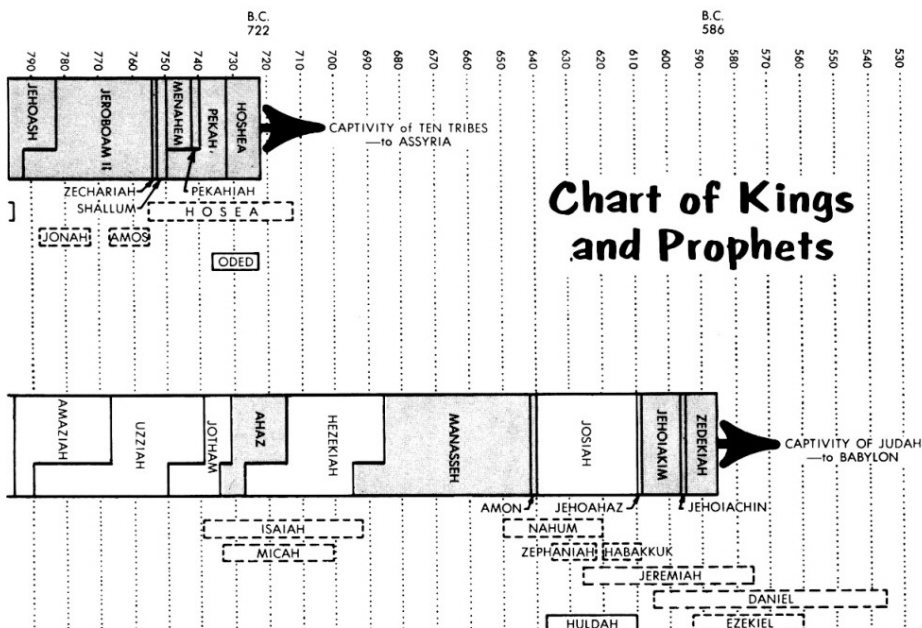 B.C.
722
B.C.
586
790
780
770
760
750
740
730
720
710
700
690
680
670
660
650
640
630
620
610
600
590
580
570
560
550
540
530
JEHOASH
JEROBOAM II
MENAHEM
PEKAH
HOSHEA
CAPTIVITY of TEN TRIBES
—to ASSYRIA
ZECHARIAH
PEKAHIAH
SHALLUM
HOSEA
JONAH
AMOS
ODED
Chart of Kings
and Prophets
AMAZIAH
UZZIAH
JOTHAM
AHAZ
HEZEKIAH
MANASSEH
JOSIAH
JEHOIAKIM
ZEDEKIAH
CAPTIVITY OF JUDAH
—to BABYLON
AMON
JEHOAHAZ
JEHOIACHIN
ISAIAH
NAHUM
MICAH
ZEPHANIAH
HABAKKUK
JEREMIAH
DANIEL
HULDAH
EZEKIEL